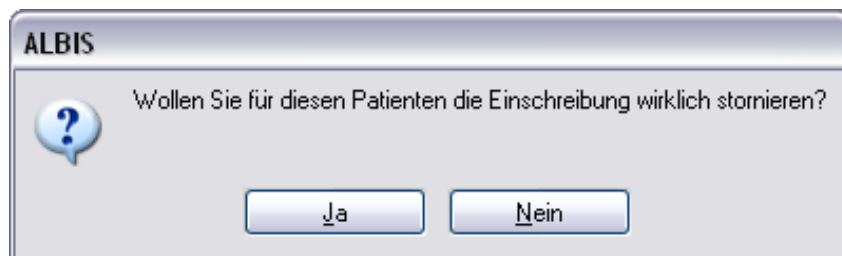 ALBIS
Wollen Sie für diesen Patienten die Einschreibung wirklich stornieren?
Ja
Nein